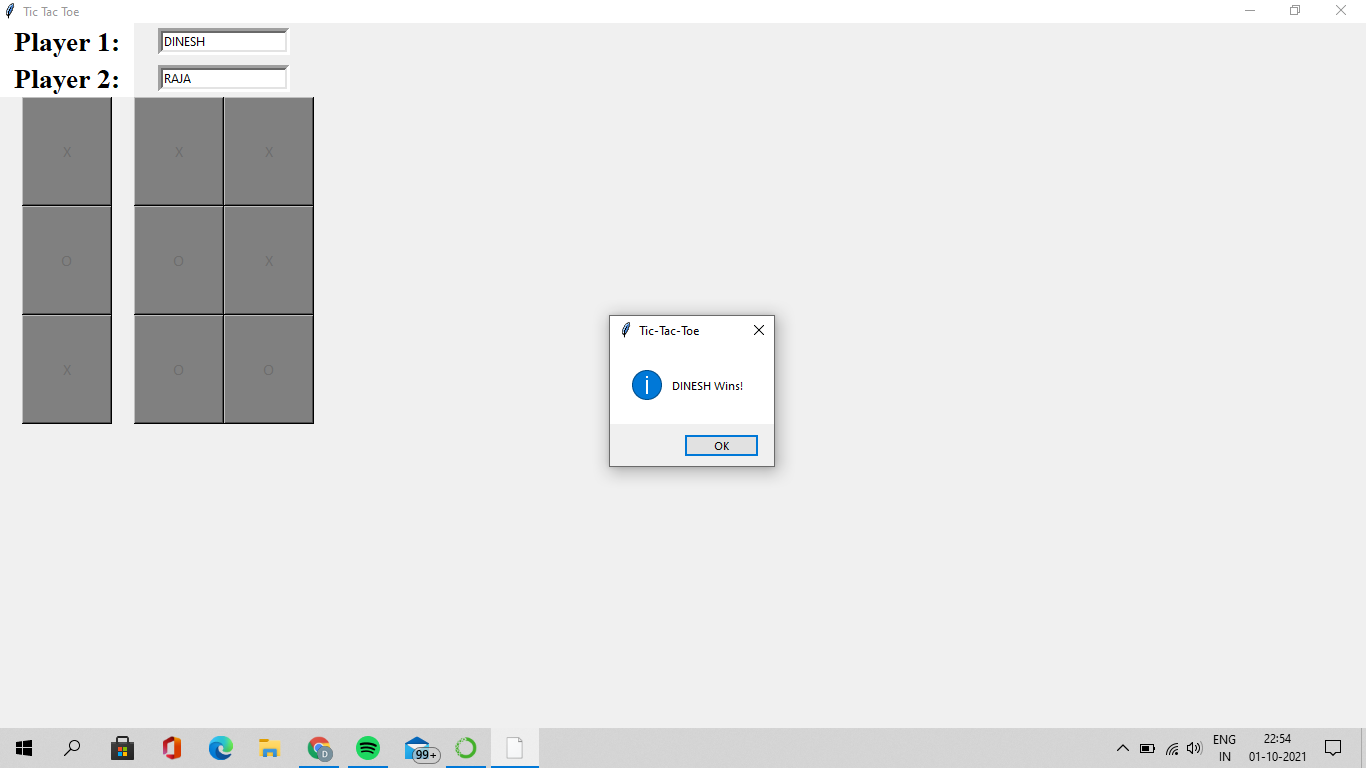 Tic Tac Toe
Player 1: DINESH
Player 2: RAJA
X X X
O O X
X O O
Tic-Tac-Toe
DINESH Wins!
OK
D
99+
ENG
IN
22:54
01-10-2021